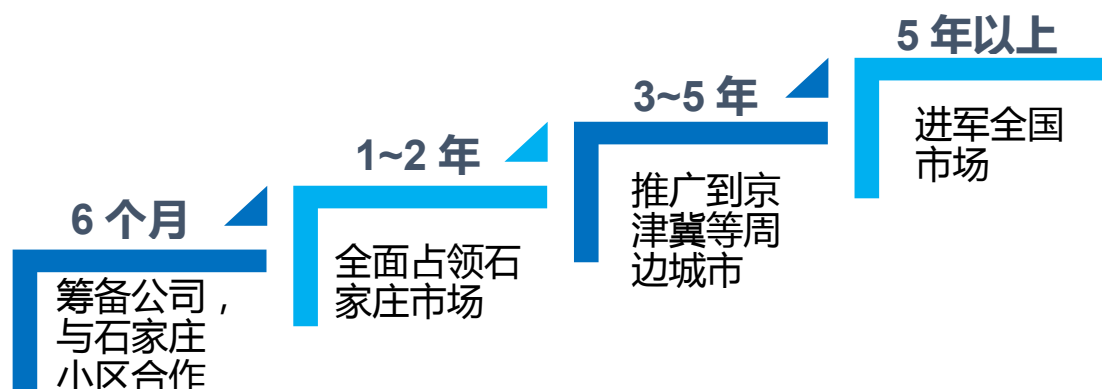 6 个月
筹备公司，
与石家庄
小区合作
1~2 年
全面占领石
家庄市场
3~5 年
推广到京
津冀等周
边城市
5 年以上
进军全国
市场